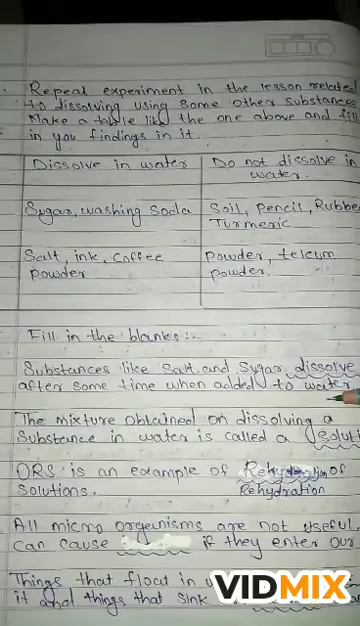 Repeat experiment in the lesson related
to dissolving using some other substances
Make a table like the one above and fill
in you findings in it.
Dissolve in water
Do not dissolve in
water.
Sugar, washing soda
Soil, Pencil, Rubbe
Turmeric
Salt, ink, coffee
powder
Powder, telcum
powder.
Fill in the blanks:-
Substances like Salt and Sugar dissolve
after some time when added to water
The mixture obtained on dissolving a
Substence in water is called a Soluti
ORS is an example of of
Solutions. Rehydration
All micro organisms are not useful.
can cause if they enter our
Things that float in
it and things that sink
VIDMIX